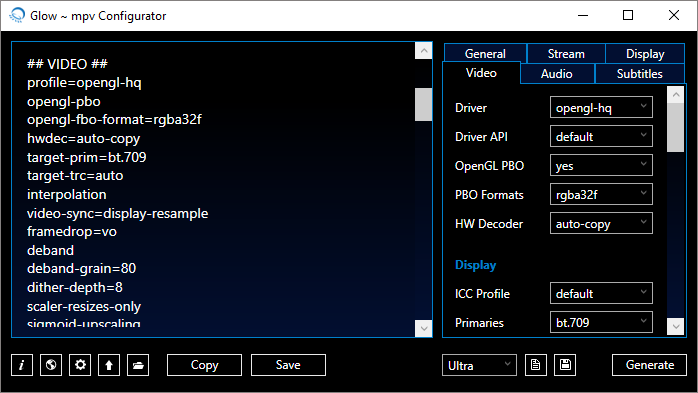 Glow ~ mpv Configurator
## VIDEO ##
profile=opengl-hq
opengl-pbo
opengl-fbo-format=rgba32f
hwdec=auto-copy
target-prim=bt.709
target-trc=auto
interpolation
video-sync=display-resample
framedrop=vo
deband
deband-grain=80
dither-depth=8
scaler-resizes-only
sigmoid-upscaling
General Stream Display
Video Audio Subtitles
Driver opengl-hq
Driver API default
OpenGL PBO yes
PBO Formats rgba32f
HW Decoder auto-copy
Display
ICC Profile default
Primaries bt.709
i Copy Save Ultra Generate